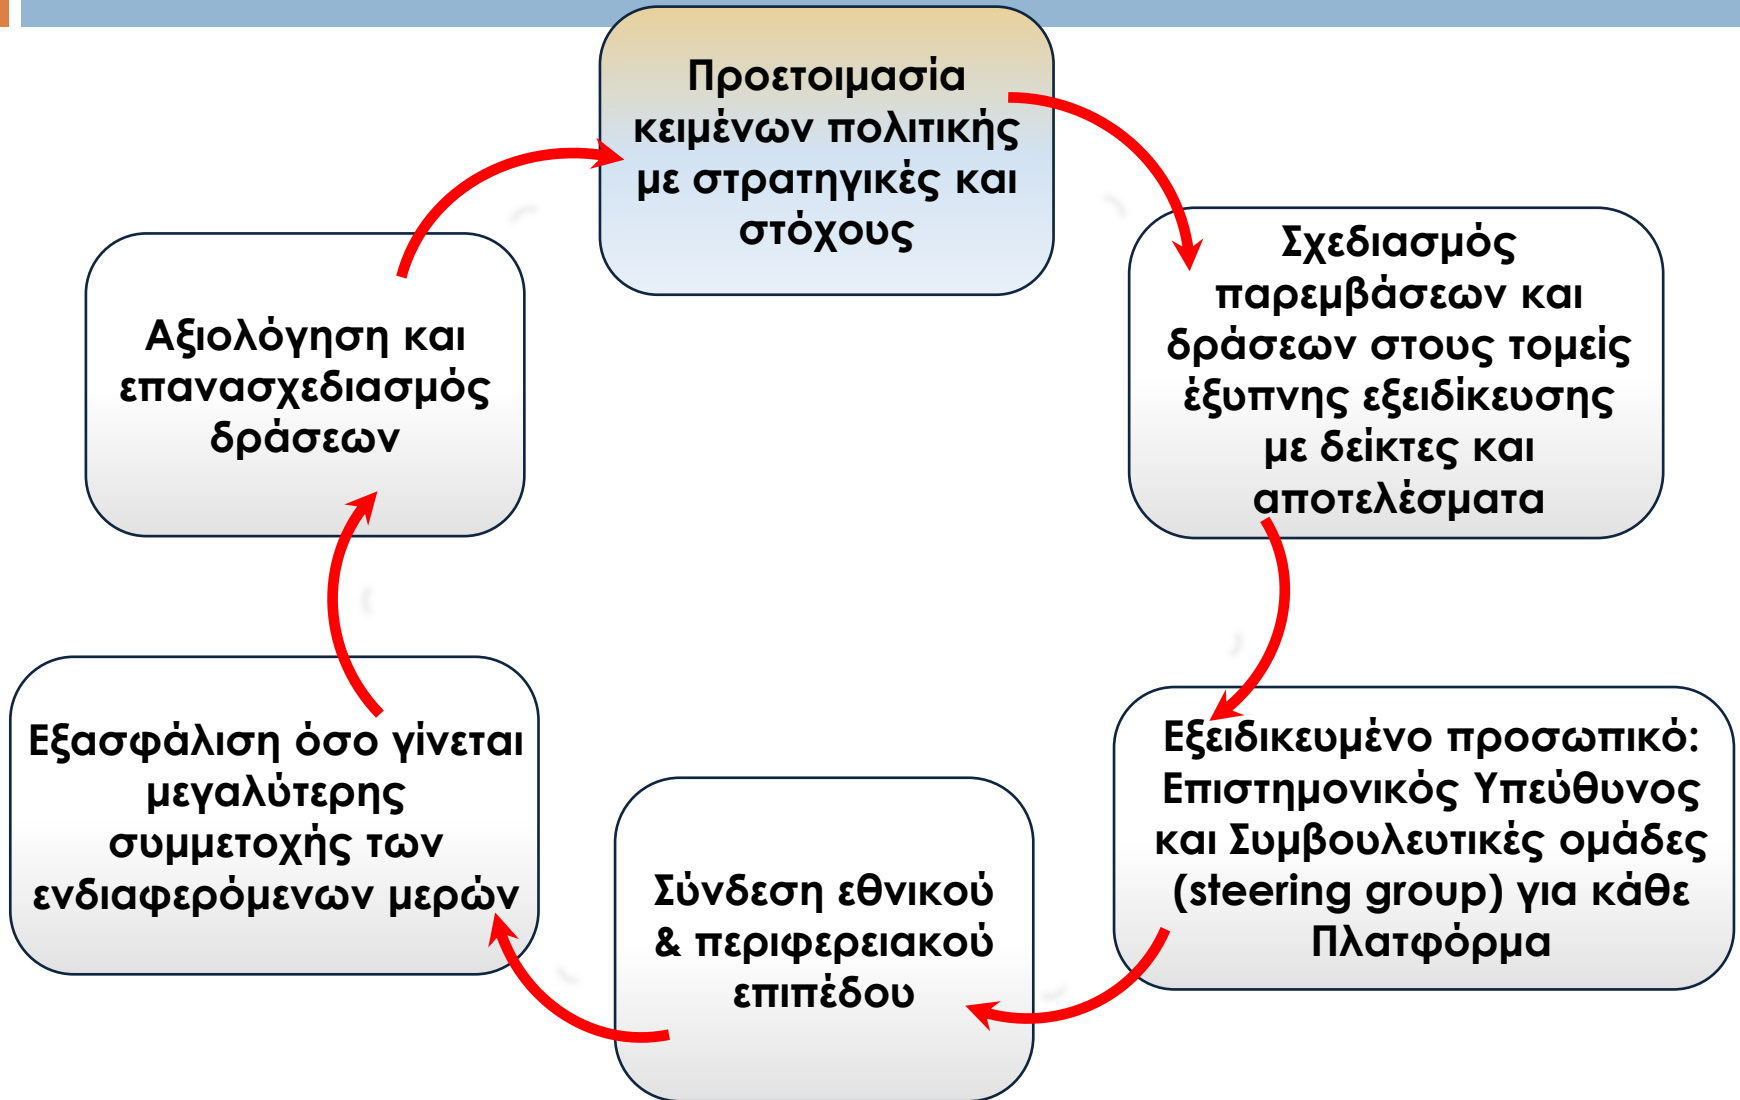 Προετοιμασία
κειμένων πολιτικής
με στρατηγικές και
στόχους
Σχεδιασμός
παρεμβάσεων και
δράσεων στους τομείς
έξυπνης εξειδίκευσης
με δείκτες και
αποτελέσματα
Εξειδικευμένο προσωπικό:
Επιστημονικός Υπεύθυνος
και Συμβουλευτικές ομάδες
(steering group) για κάθε
Πλατφόρμα
Σύνδεση εθνικού
& περιφερειακού
επιπέδου
Εξασφάλιση όσο γίνεται
μεγαλύτερης
συμμετοχής των
ενδιαφερόμενων μερών
Αξιολόγηση και
επανασχεδιασμός
δράσεων